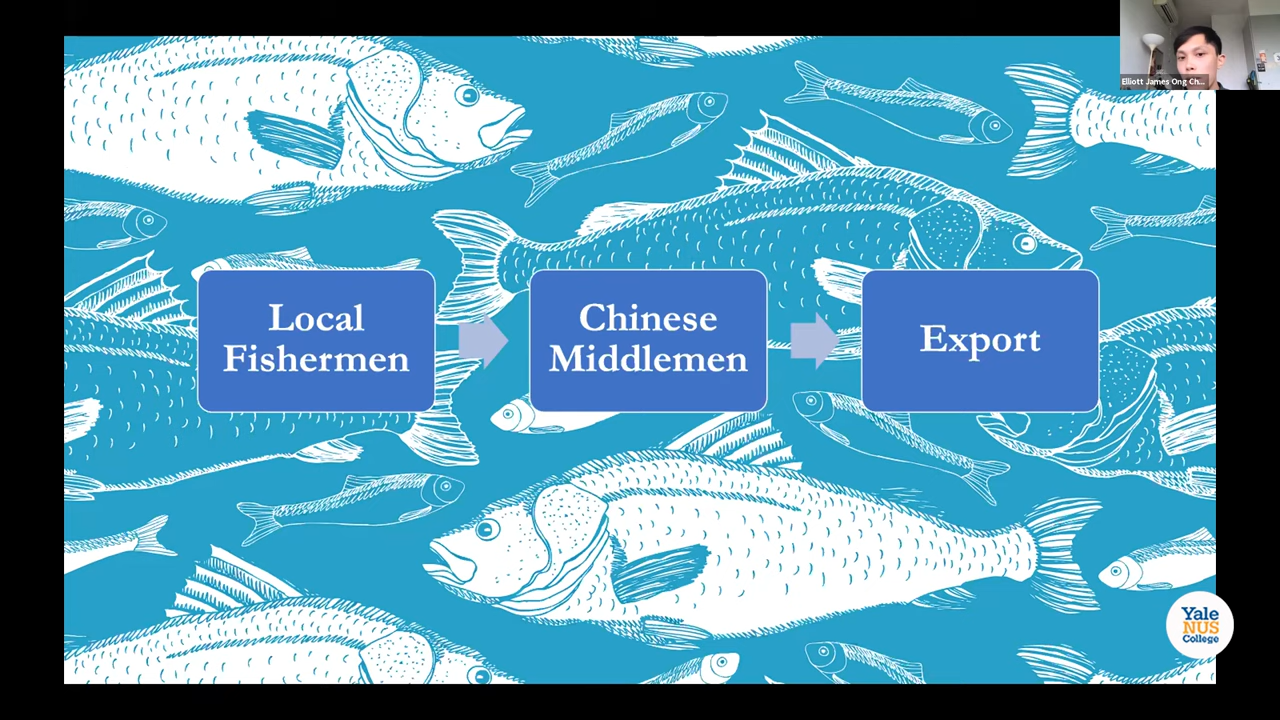 Elliott James Ong Ch...
Local
Fishermen
Chinese
Middlemen
Export
Yale
NUS
College